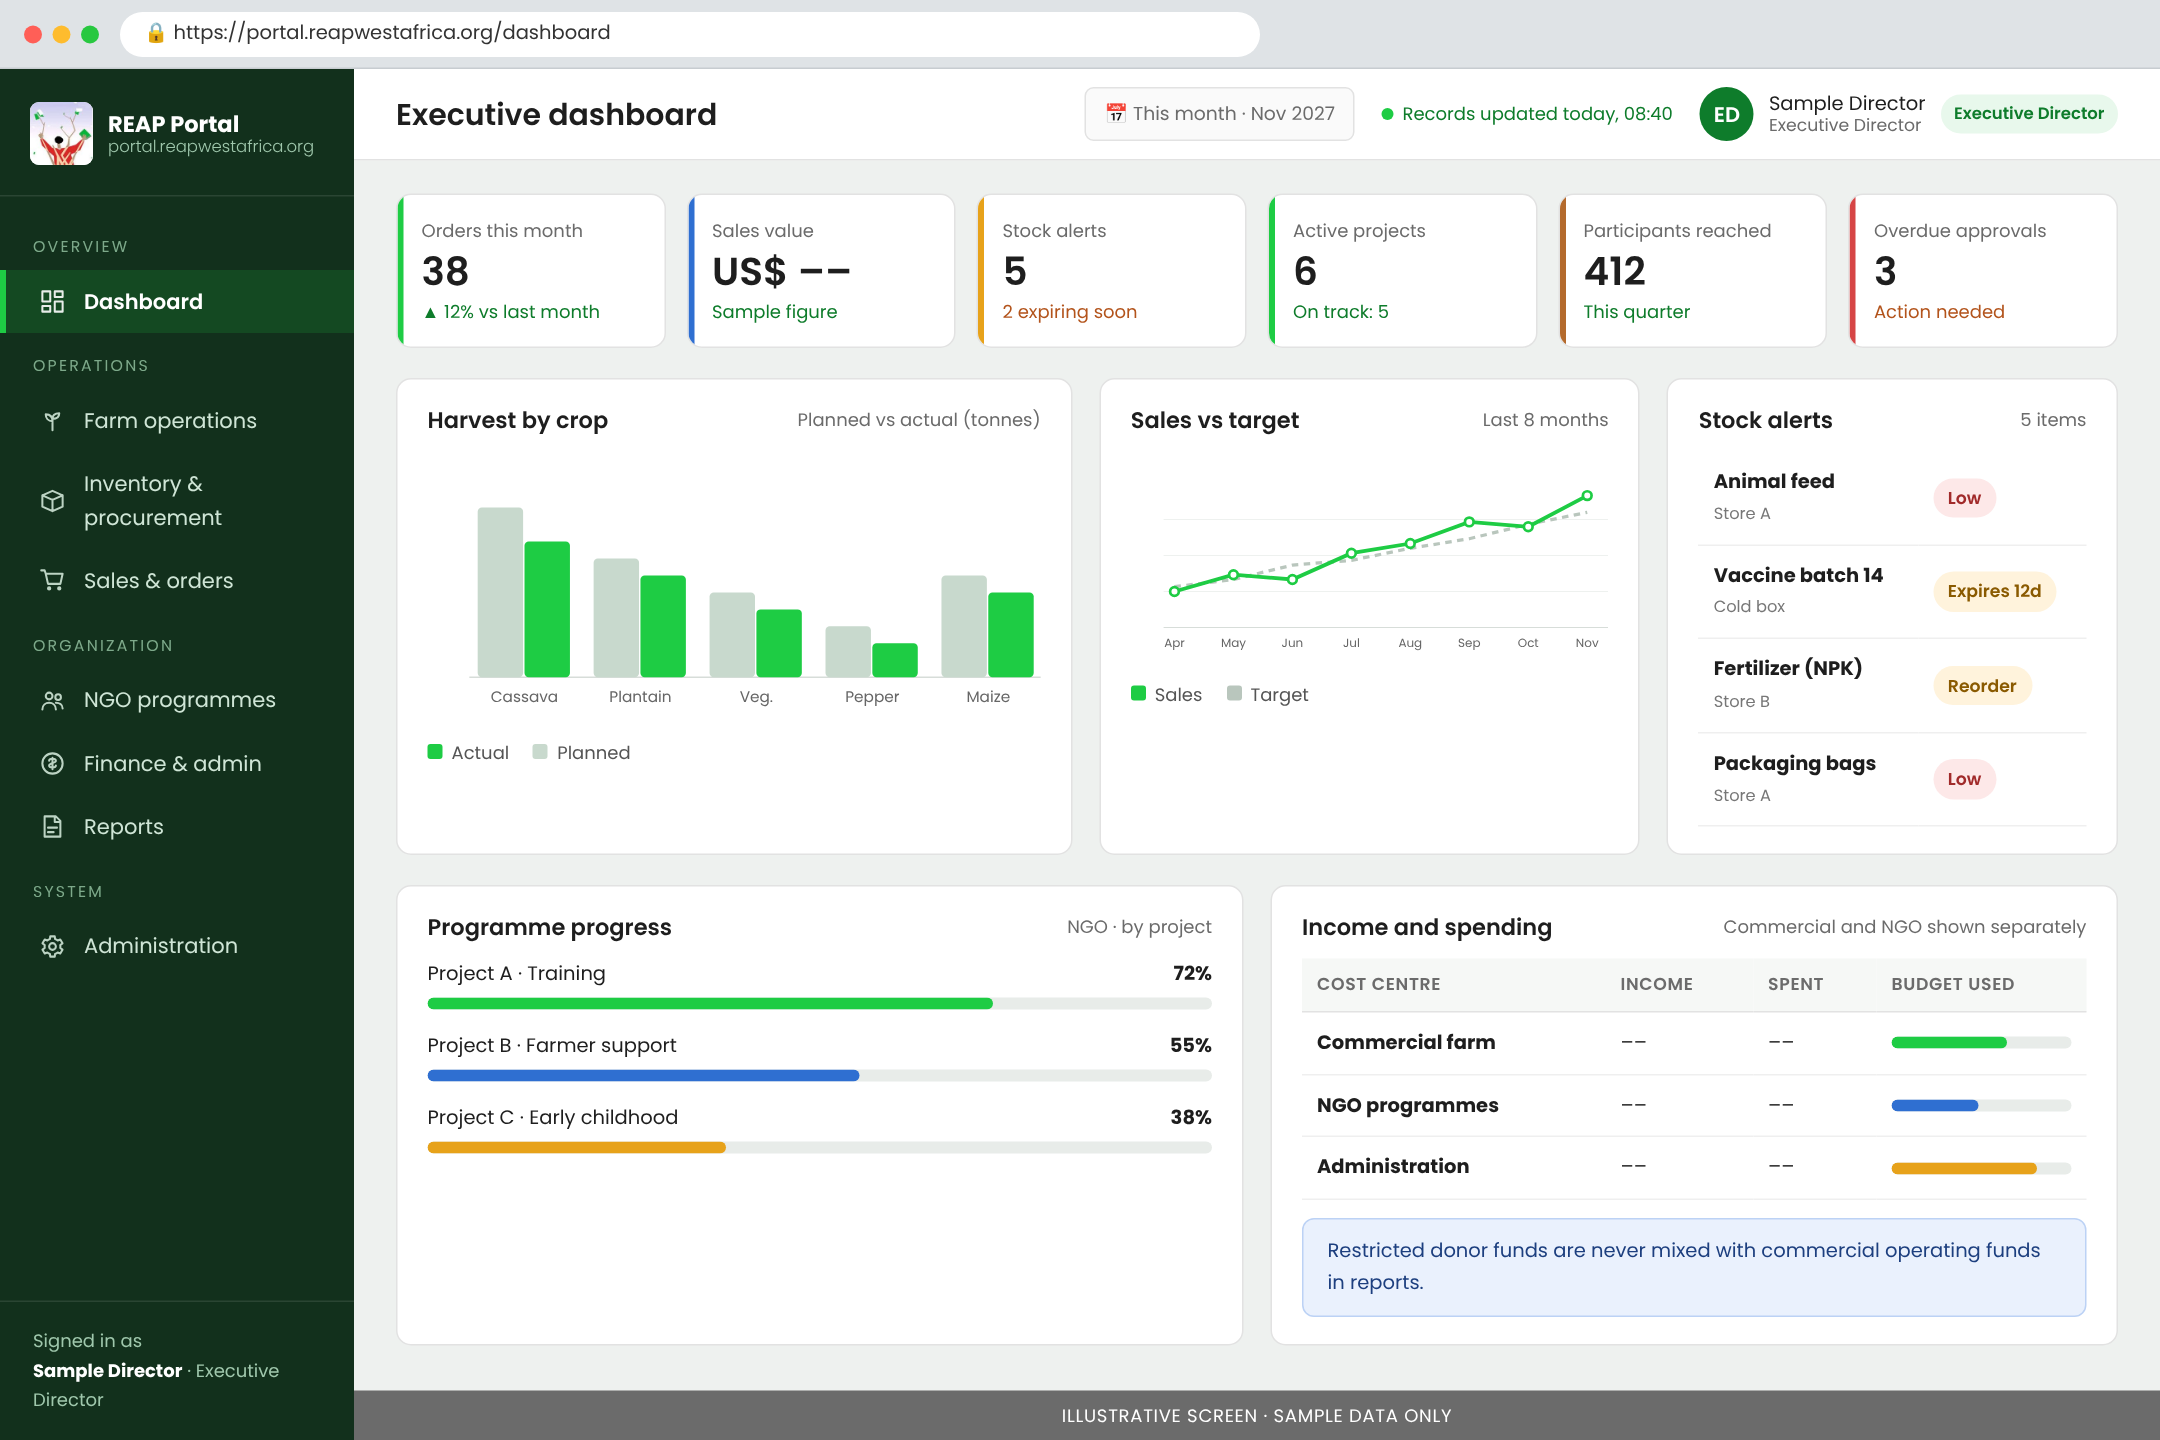 🔒 https://portal.reapwestafrica.org/dashboard
REAP Portal
portal.reapwestafrica.org
OVERVIEW
Dashboard
OPERATIONS
Farm operations
Inventory &
procurement
Sales & orders
ORGANIZATION
NGO programmes
Finance & admin
Reports
SYSTEM
Administration
Signed in as
Sample Director · Executive
Director
Executive dashboard
📅 This month · Nov 2027
Records updated today, 08:40
ED
Sample Director
Executive Director
Executive Director
Orders this month
38
▲ 12% vs last month
Sales value
US$ ––
Sample figure
Stock alerts
5
2 expiring soon
Active projects
6
On track: 5
Participants reached
412
This quarter
Overdue approvals
3
Action needed
Harvest by crop
Planned vs actual (tonnes)
Cassava
Plantain
Veg.
Pepper
Maize
Actual
Planned
Sales vs target
Last 8 months
Apr
May
Jun
Jul
Aug
Sep
Oct
Nov
Sales
Target
Stock alerts
5 items
Animal feed
Store A
Low
Vaccine batch 14
Cold box
Expires 12d
Fertilizer (NPK)
Store B
Reorder
Packaging bags
Store A
Low
Programme progress
NGO · by project
Project A · Training
72%
Project B · Farmer support
55%
Project C · Early childhood
38%
Income and spending
Commercial and NGO shown separately
COST CENTRE INCOME SPENT BUDGET USED
Commercial farm –– ––
NGO programmes –– ––
Administration –– ––
Restricted donor funds are never mixed with commercial operating funds
in reports.
ILLUSTRATIVE SCREEN · SAMPLE DATA ONLY